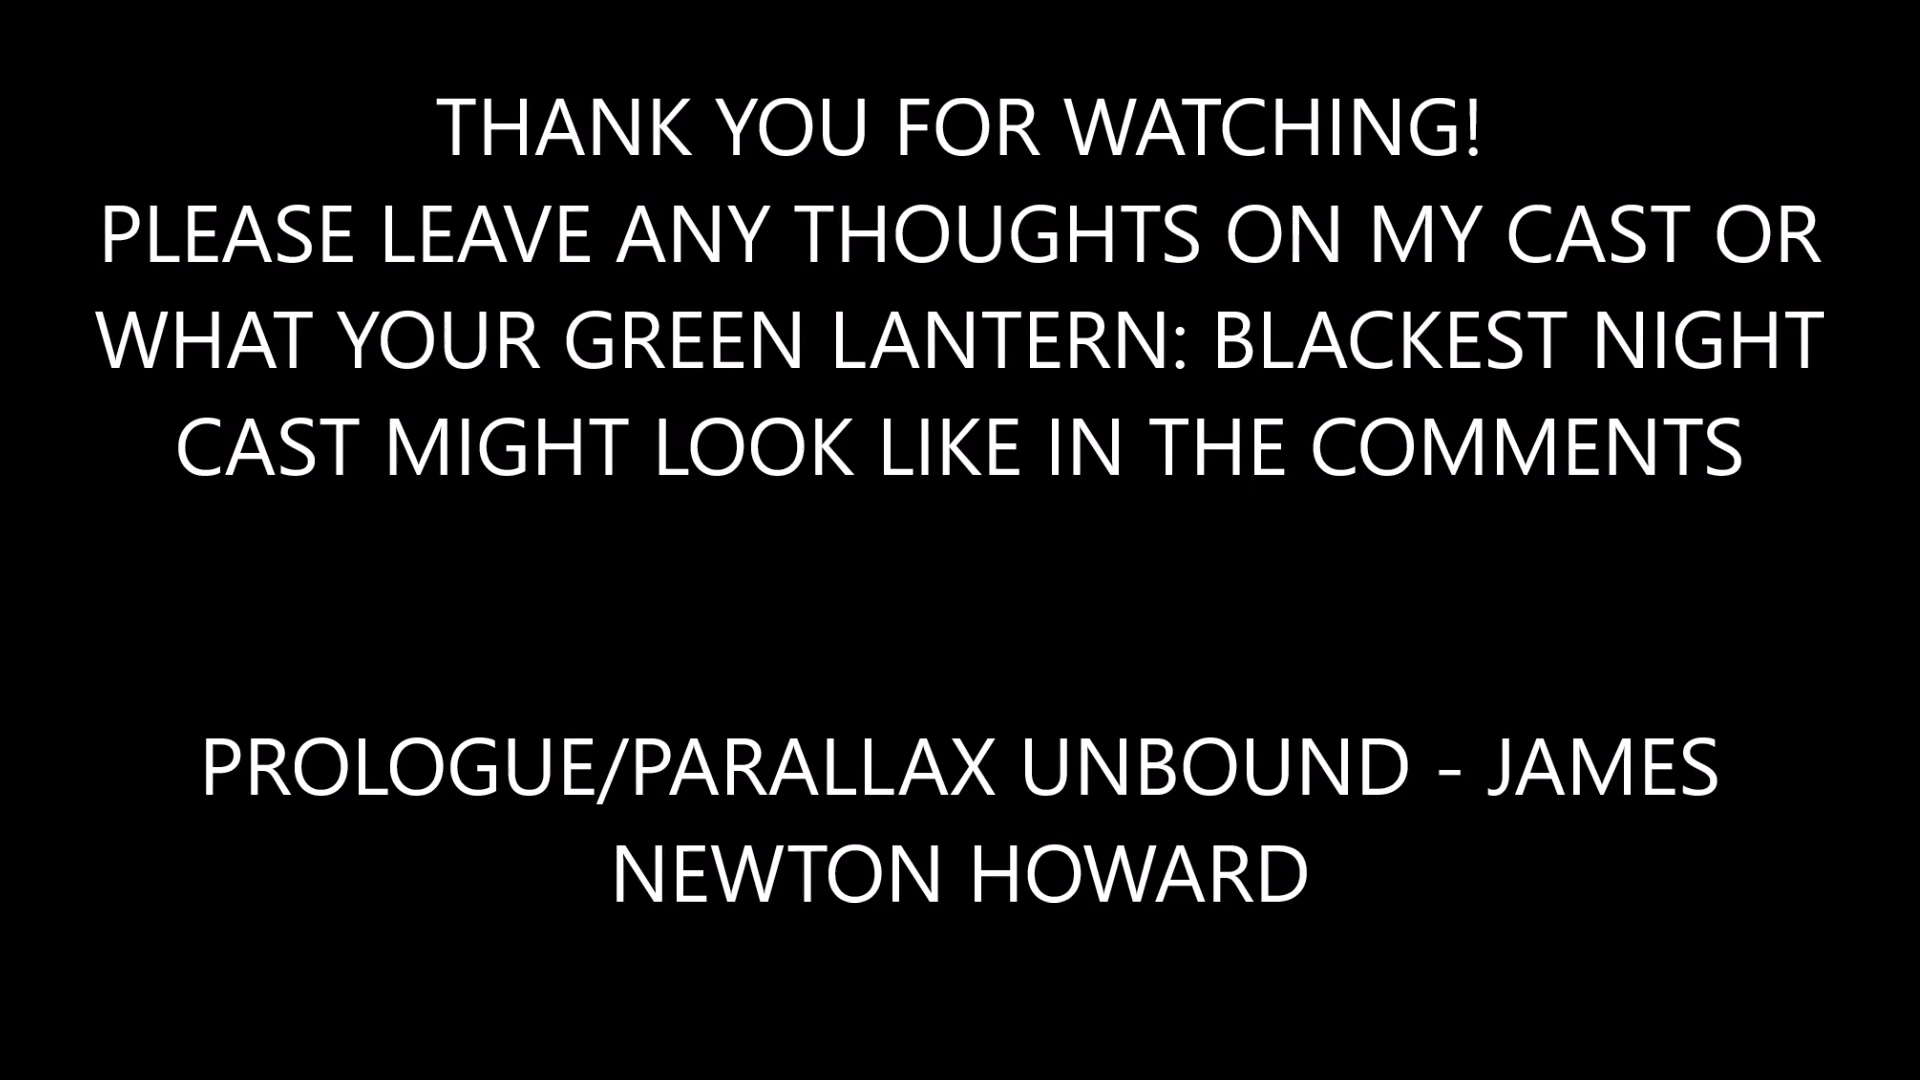 THANK YOU FOR WATCHING!
PLEASE LEAVE ANY THOUGHTS ON MY CAST OR
WHAT YOUR GREEN LANTERN: BLACKEST NIGHT
CAST MIGHT LOOK LIKE IN THE COMMENTS
PROLOGUE/PARALLAX UNBOUND - JAMES
NEWTON HOWARD